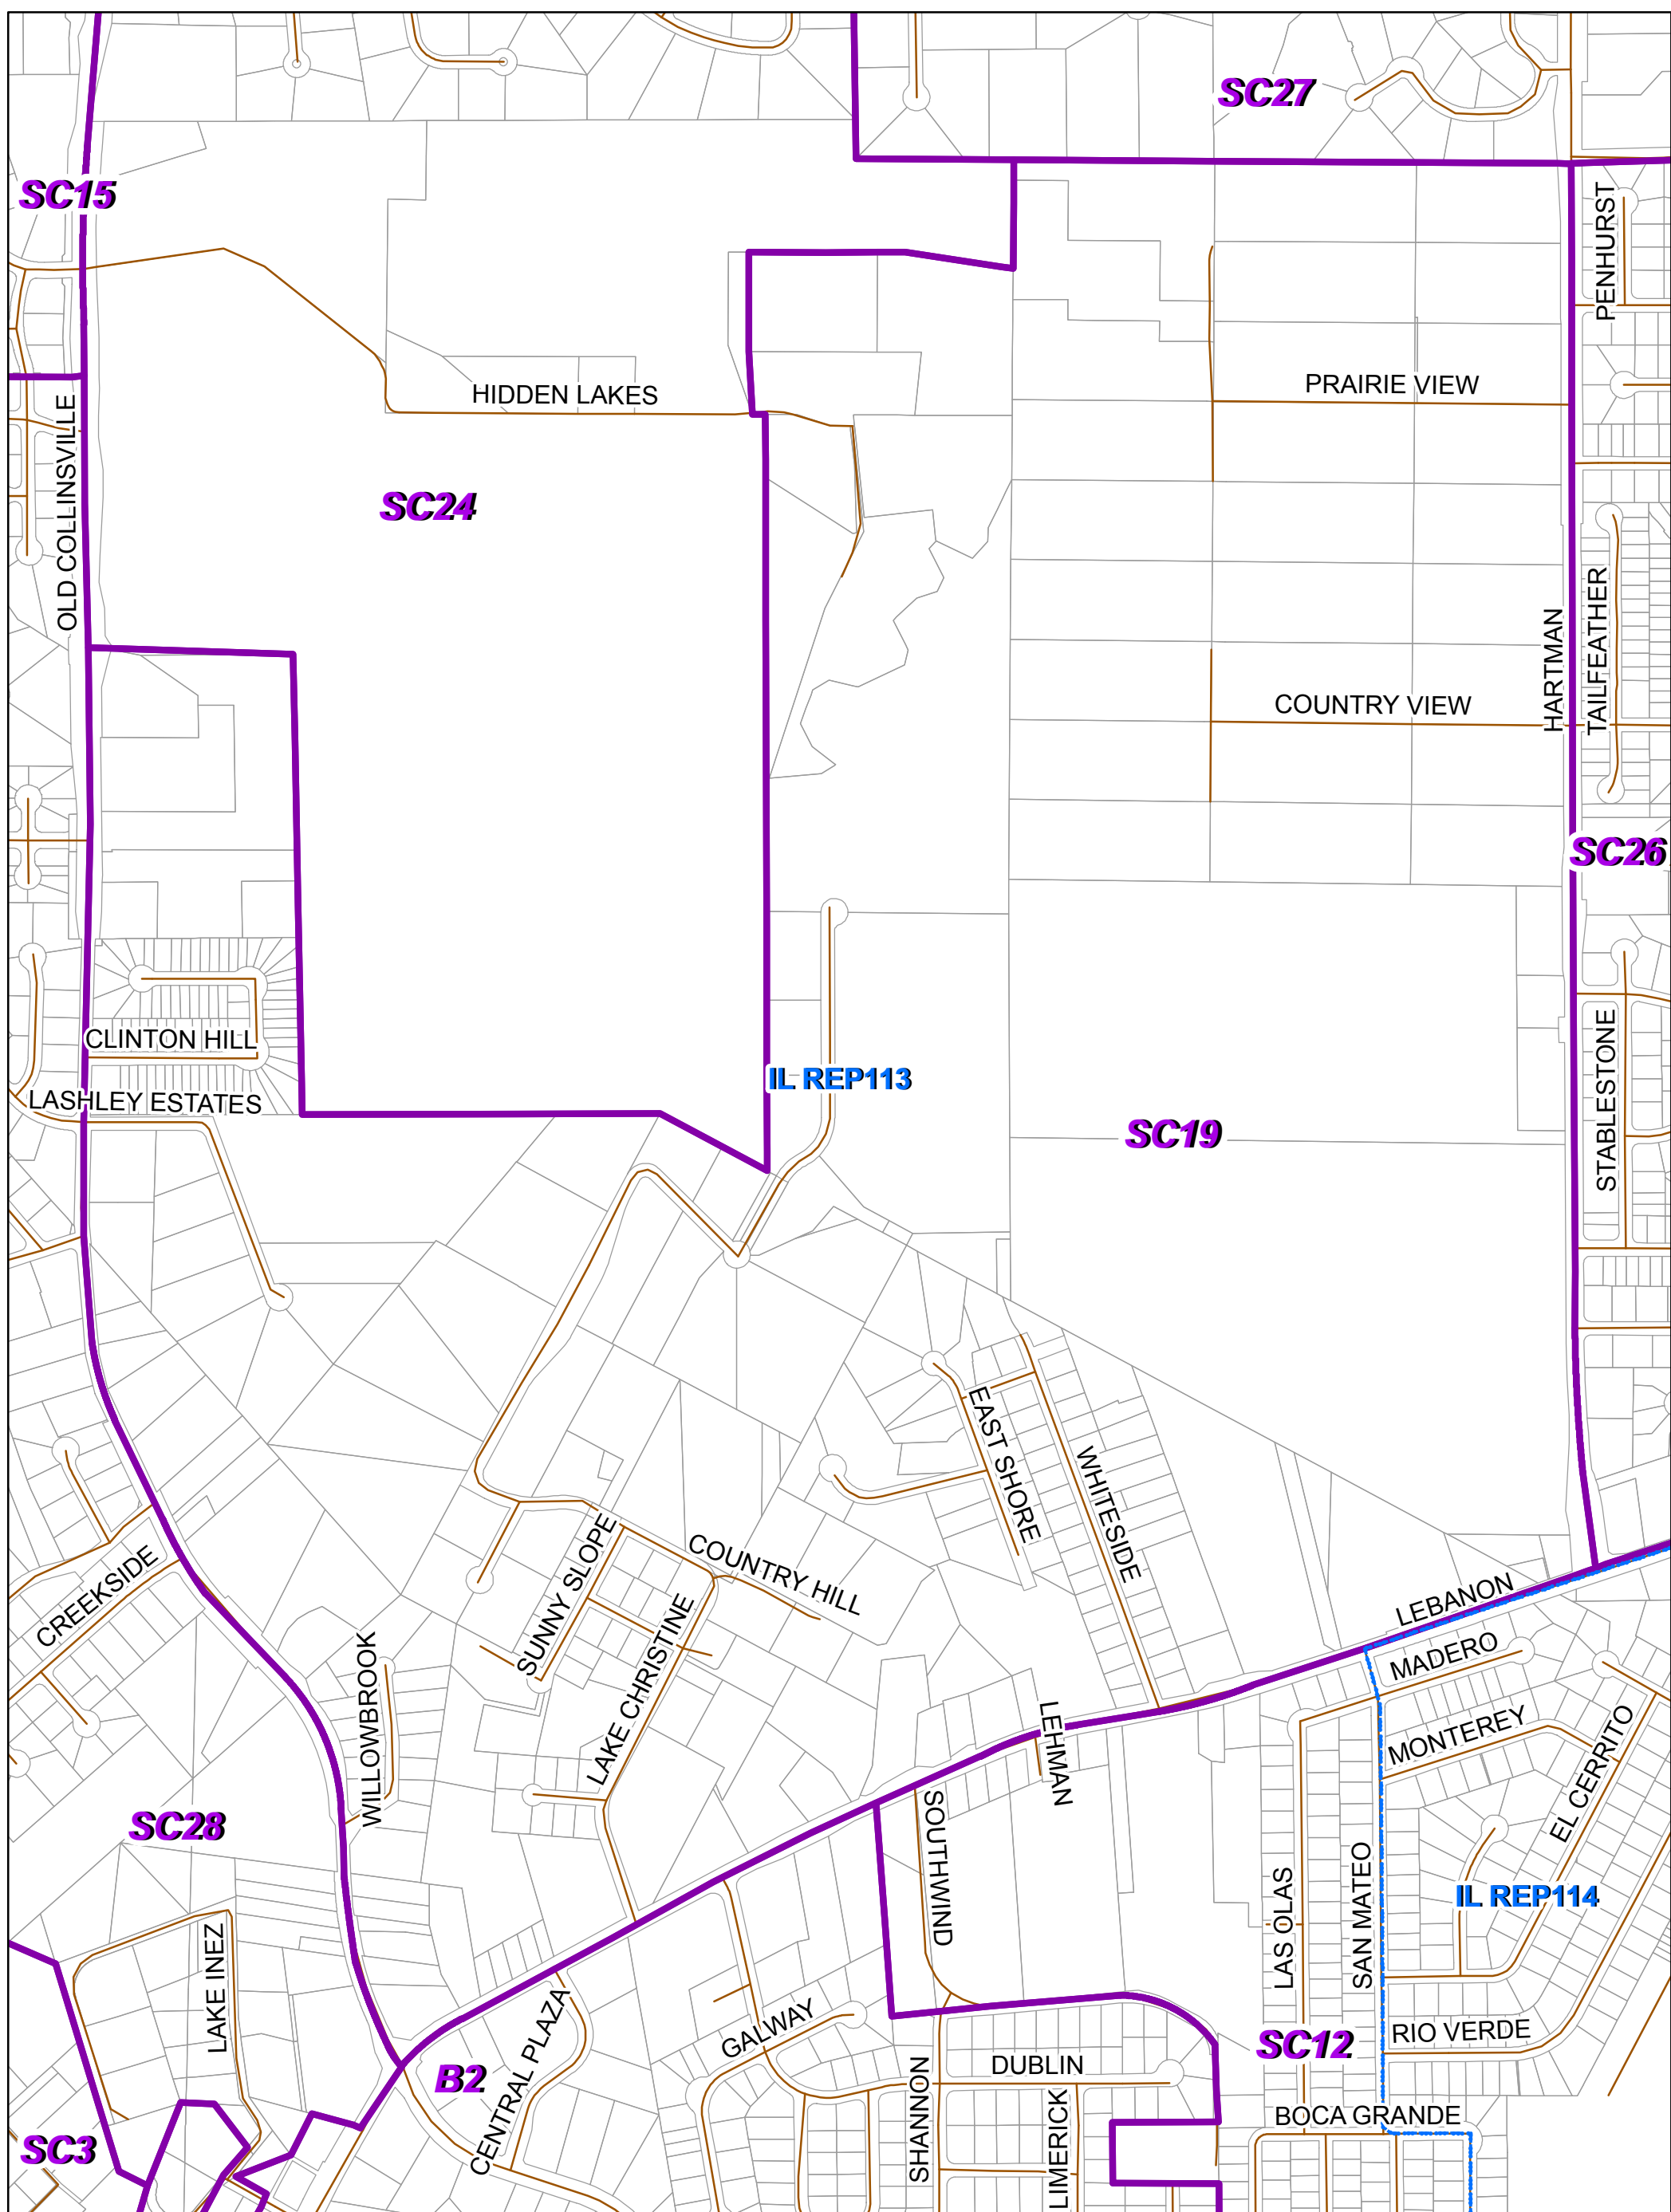 SC27
SC15
PENHURST
HIDDEN LAKES
PRAIRIE VIEW
OLD COLLINSVILLE
SC24
HARTMAN
TAILFEATHER
COUNTRY VIEW
SC26
CLINTON HILL
LASHLEY ESTATES
IL REP113
SC19
STABLESTONE
EAST SHORE
WHITESIDE
CREEKSIDE
SUNNY SLOPE
COUNTRY HILL
LAKE CHRISTINE
WILLOWBROOK
LEBANON
MADERO
LEHMAN
MONTEREY
EL CERRITO
SC28
SOUTHWIND
LAS OLAS
SAN MATEO
IL REP114
LAKE INEZ
CENTRAL PLAZA
GALWAY
RIO VERDE
SC12
B2
DUBLIN
SHANNON
LIMERICK
BOCA GRANDE
SC3